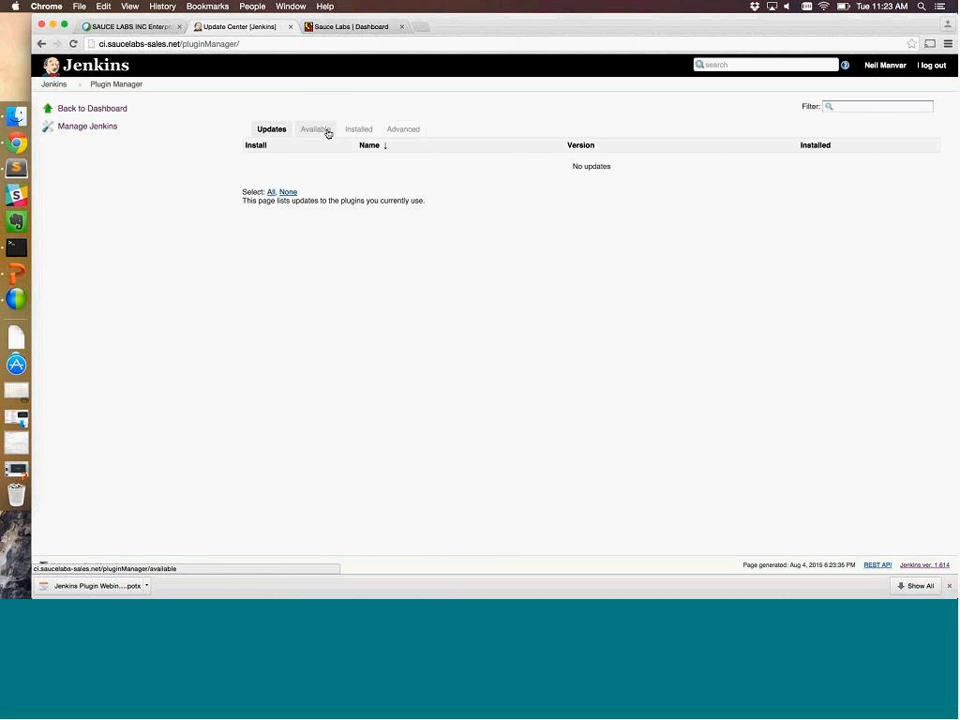 Chrome File Edit View History Bookmarks People Window Help Tue 11:23 AM
SAUCE LABS INC Enterpri Update Center [Jenkins] Sauce Labs | Dashboard
ci.saucelabs-sales.net/pluginManager/
Jenkins search Neil Manvar | log out
Jenkins Plugin Manager
Back to Dashboard Filter:
Manage Jenkins
Updates Available Installed Advanced
Install Name ↓ Version Installed
No updates
Select: All, None
This page lists updates to the plugins you currently use.
ci.saucelabs-sales.net/pluginManager/available Page generated: Aug 4, 2015 6:23:35 PM REST API Jenkins ver. 1.614
Jenkins Plugin Webin....potx Show All